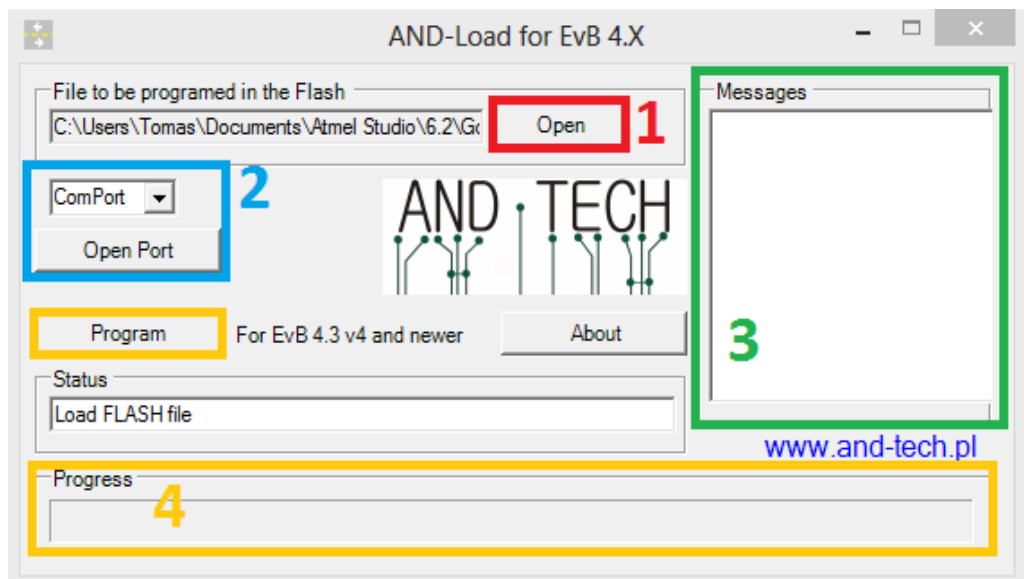 AND-Load for EvB 4.X
File to be programed in the Flash
C:\Users\Tomas\Documents\Atmel Studio\6.2\Gc
Open
1
Messages
ComPort
2
Open Port
AND·TECH
Program
For EvB 4.3 v4 and newer
About
3
Status
Load FLASH file
www.and-tech.pl
Progress
4